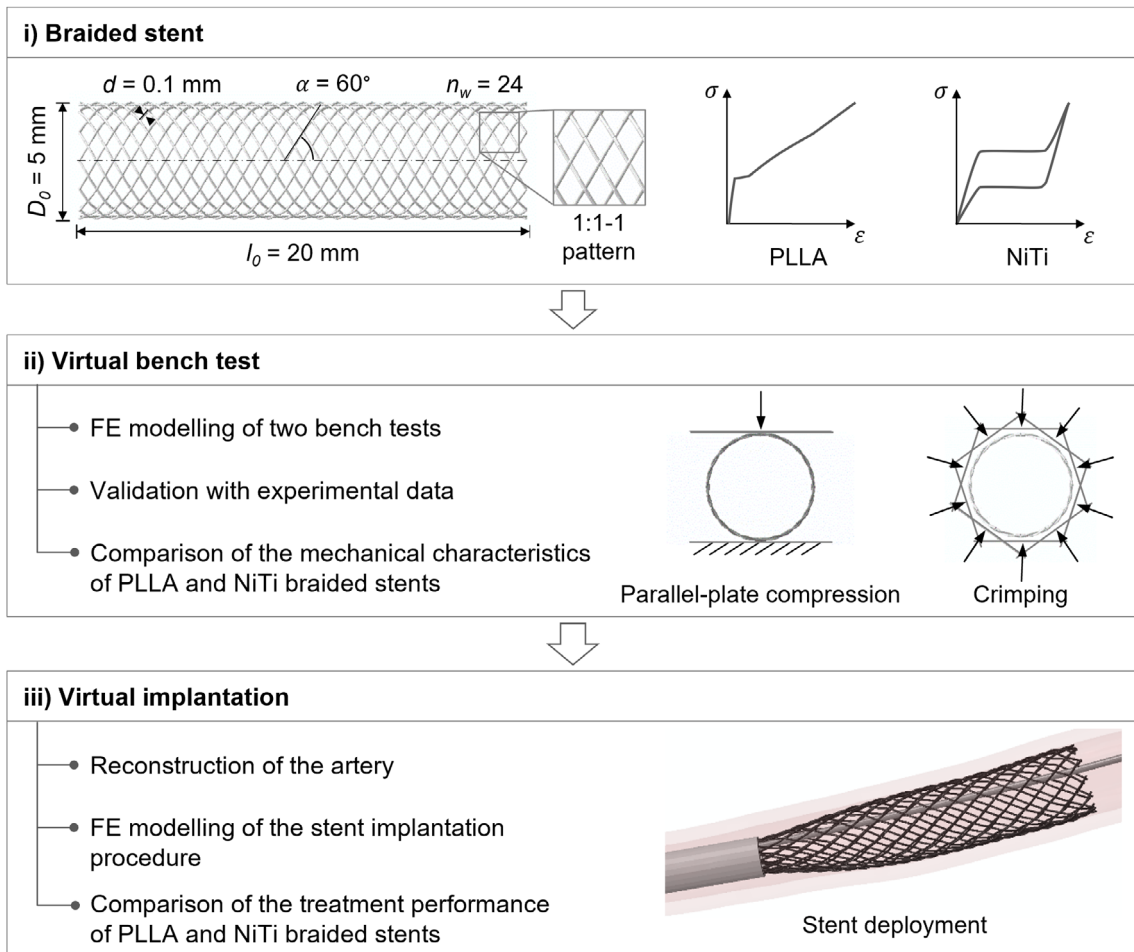 i) Braided stent
d = 0.1 mm
α = 60°
n_w = 24
D_0 = 5 mm
l_0 = 20 mm
1:1-1
pattern
σ
ε
PLLA
σ
ε
NiTi
ii) Virtual bench test
FE modelling of two bench tests
Validation with experimental data
Comparison of the mechanical characteristics
of PLLA and NiTi braided stents
Parallel-plate compression
Crimping
iii) Virtual implantation
Reconstruction of the artery
FE modelling of the stent implantation
procedure
Comparison of the treatment performance
of PLLA and NiTi braided stents
Stent deployment